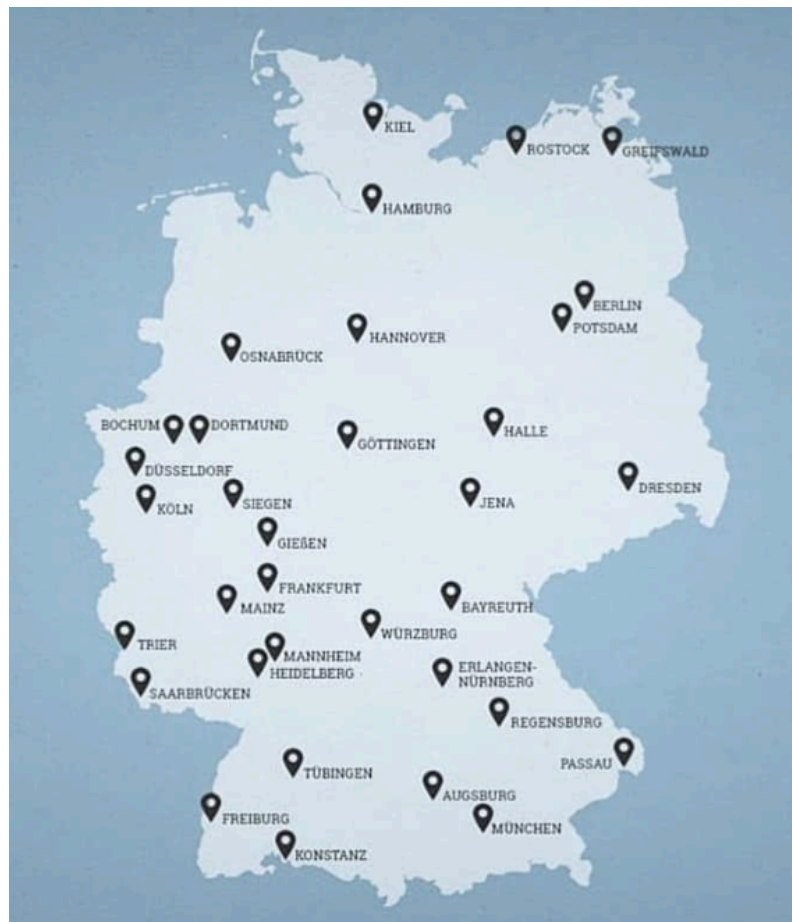 KIEL
ROSTOCK
GREIFSWALD
HAMBURG
BERLIN
POTSDAM
HANNOVER
OSNABRÜCK
BOCHUM
DORTMUND
HALLE
GÖTTINGEN
DÜSSELDORF
DRESDEN
KÖLN
SIEGEN
JENA
GIEßEN
FRANKFURT
MAINZ
BAYREUTH
WÜRZBURG
TRIER
MANNHEIM
HEIDELBERG
ERLANGEN-
NÜRNBERG
SAARBRÜCKEN
REGENSBURG
PASSAU
TÜBINGEN
AUGSBURG
FREIBURG
MÜNCHEN
KONSTANZ